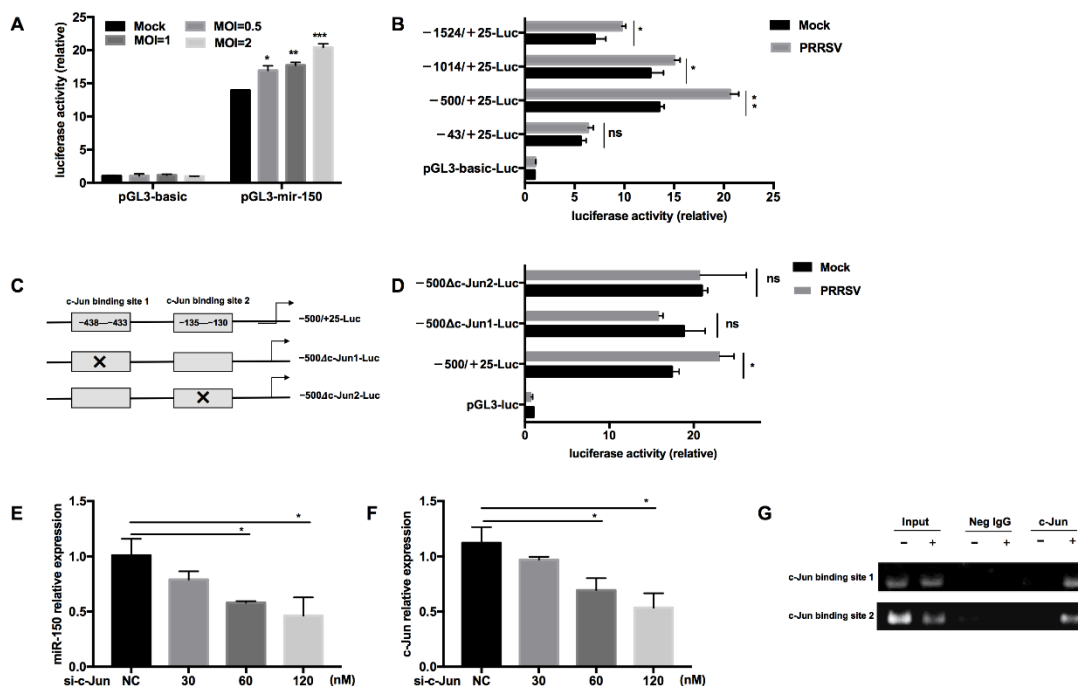 A
luciferase activity (relative)
25
20
15
10
5
0
Mock
MOI=0.5
MOI=1
MOI=2
*
**
***
pGL3-basic
pGL3-mir-150
B
Mock
PRRSV
−1524/+25-Luc
*
−1014/+25-Luc
*
−500/+25-Luc
**
−43/+25-Luc
ns
pGL3-basic-Luc
0 5 10 15 20 25
luciferase activity (relative)
C
c-Jun binding site 1 c-Jun binding site 2
−438—−433 −135—−130 −500/+25-Luc
−500Δc-Jun1-Luc
−500Δc-Jun2-Luc
D
Mock
PRRSV
−500Δc-Jun2-Luc
ns
−500Δc-Jun1-Luc
ns
−500/+25-Luc
*
pGL3-luc
0 10 20
luciferase activity (relative)
E
miR-150 relative expression
1.5
1.0
0.5
0.0
*
*
si-c-Jun NC 30 60 120 (nM)
F
c-Jun relative expression
1.5
1.0
0.5
0.0
*
*
si-c-Jun NC 30 60 120 (nM)
G
Input Neg IgG c-Jun
− + − + − +
c-Jun binding site 1
c-Jun binding site 2